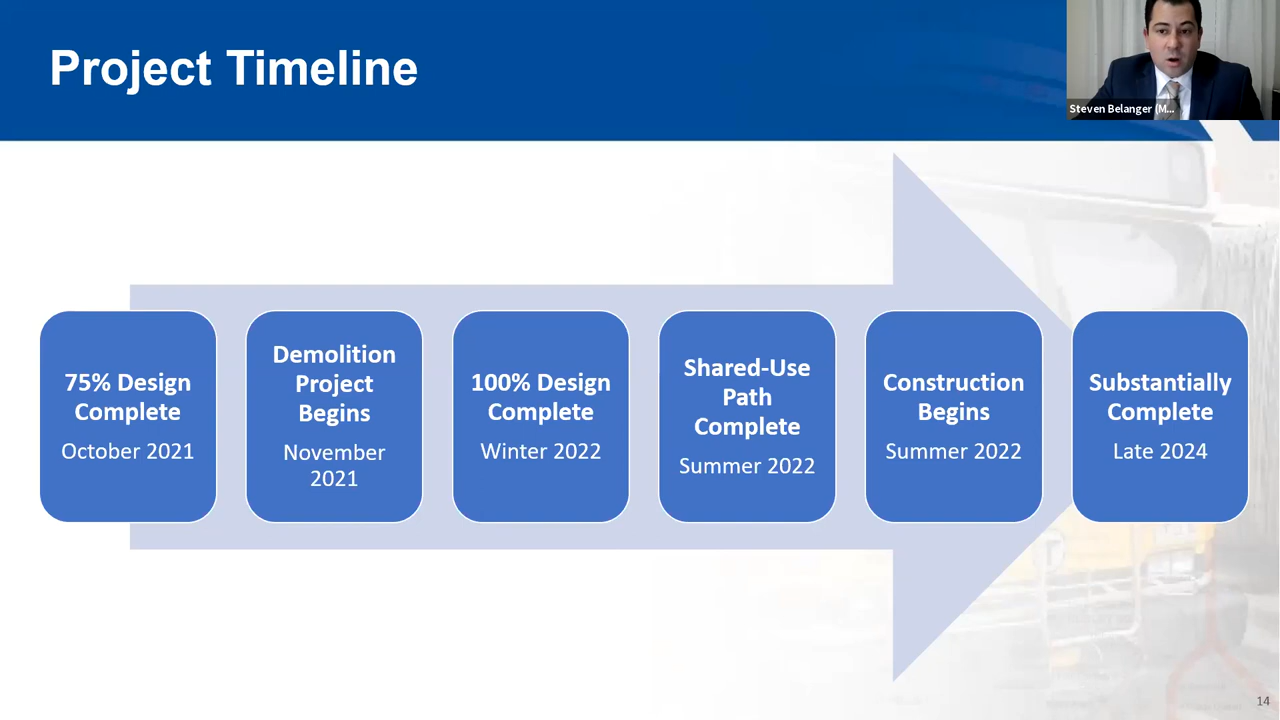 Project Timeline
Steven Belanger (M...
75% Design
Complete
October 2021
Demolition
Project
Begins
November
2021
100% Design
Complete
Winter 2022
Shared-Use
Path
Complete
Summer 2022
Construction
Begins
Summer 2022
Substantially
Complete
Late 2024
14